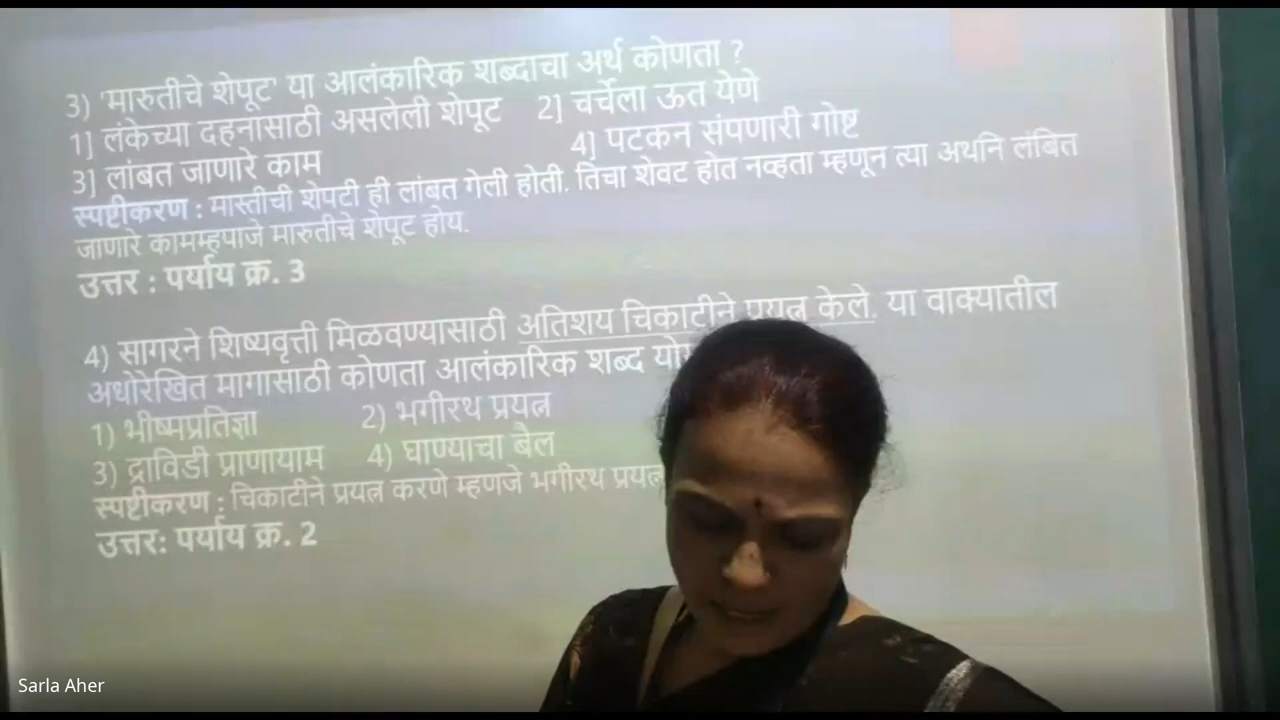 3) 'मारुतीचे शेपूट' या आलंकारिक शब्दाचा अर्थ कोणता ?
1] लंकेच्या दहनासाठी असलेली शेपूट 2] चर्चेला ऊत येणे
3] लांबत जाणारे काम 4] पटकन संपणारी गोष्ट
स्पष्टीकरण : मास्तीची शेपटी ही लांबत गेली होती. तिचा शेवट होत नव्हता म्हणून त्या अथनि लंबित
जाणारे कामम्हपाजे मारुतीचे शेपूट होय.
उत्तर : पर्याय क्र. 3
4) सागरने शिष्यवृत्ती मिळवण्यासाठी अतिशय चिकाटीने प्रयत्न केले. या वाक्यातील
अधोरेखित मागासाठी कोणता आलंकारिक शब्द
1) भीष्मप्रतिज्ञा 2) भगीरथ प्रयत्न
3) द्राविडी प्राणायाम 4) घाण्याचा बैल
स्पष्टीकरण : चिकाटीने प्रयत्न करणे म्हणजे भगीरथ प्रयत्न
उत्तर: पर्याय क्र. 2
Sarla Aher